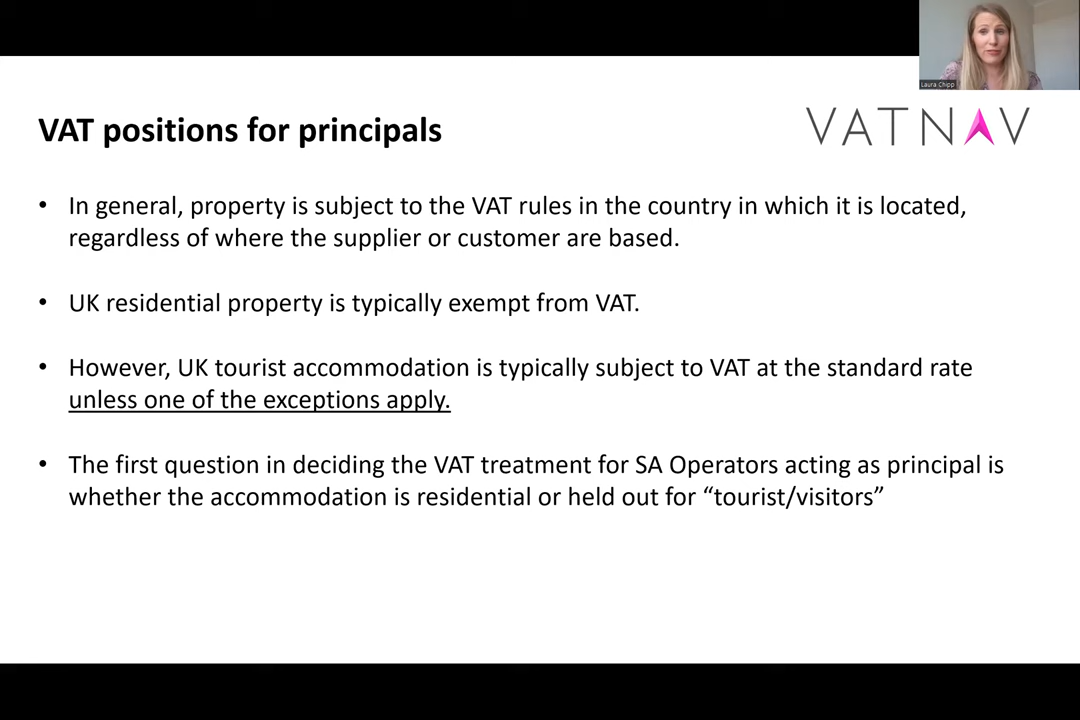 Laura Chipp
VATNAV
VAT positions for principals
• In general, property is subject to the VAT rules in the country in which it is located,
regardless of where the supplier or customer are based.
• UK residential property is typically exempt from VAT.
• However, UK tourist accommodation is typically subject to VAT at the standard rate
unless one of the exceptions apply.
• The first question in deciding the VAT treatment for SA Operators acting as principal is
whether the accommodation is residential or held out for “tourist/visitors”